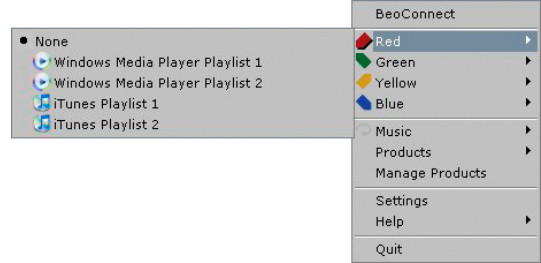 BeoConnect
Red
Green
Yellow
Blue
Music
Products
Manage Products
Settings
Help
Quit
None
Windows Media Player Playlist 1
Windows Media Player Playlist 2
iTunes Playlist 1
iTunes Playlist 2